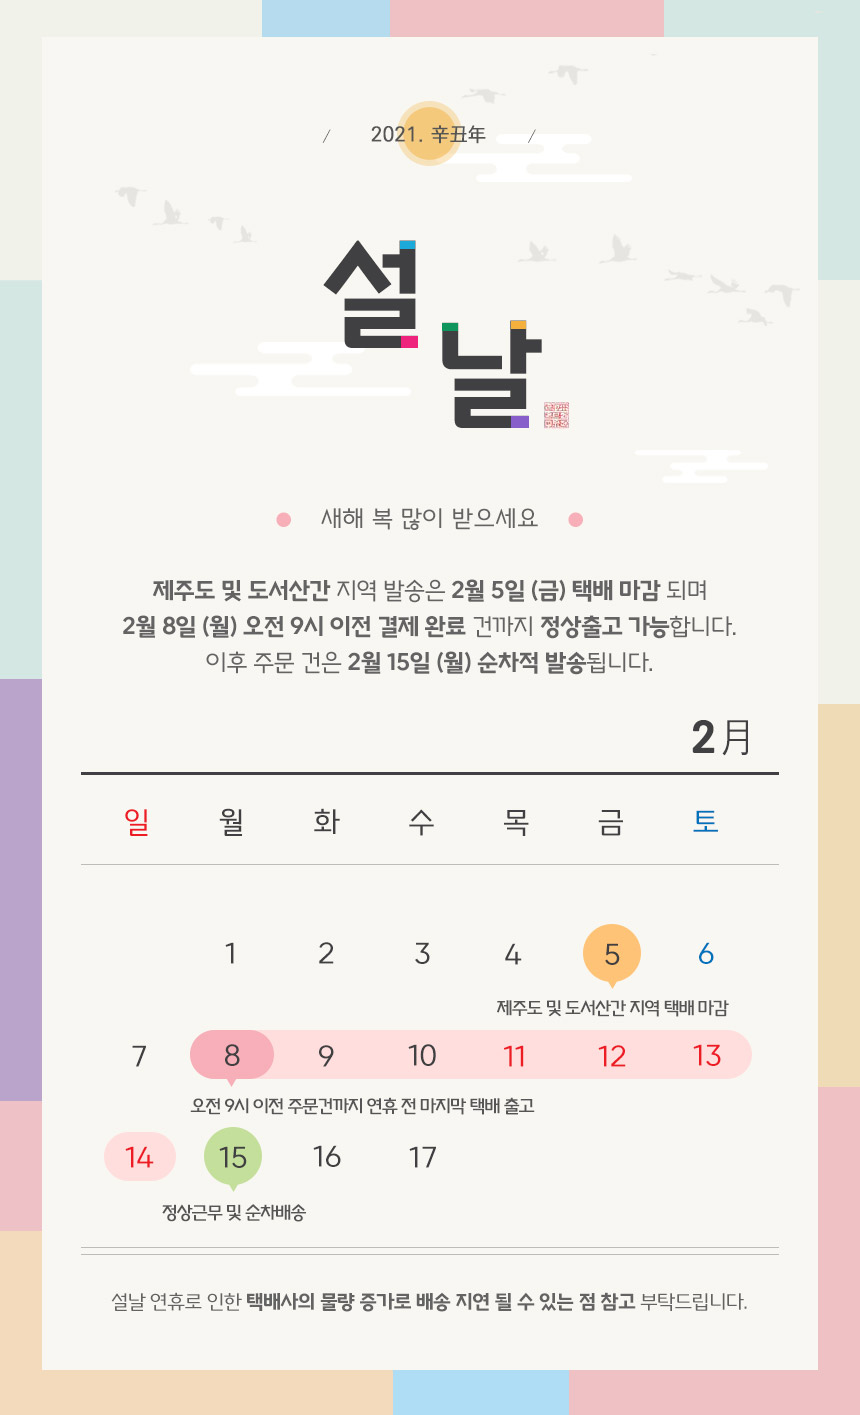 / 2021. 辛丑年 /
설
날
새해 복 많이 받으세요
제주도 및 도서산간 지역 발송은 2월 5일 (금) 택배 마감 되며
2월 8일 (월) 오전 9시 이전 결제 완료 건까지 정상출고 가능합니다.
이후 주문 건은 2월 15일 (월) 순차적 발송됩니다.
2月
일 월 화 수 목 금 토
1 2 3 4 5 6
제주도 및 도서산간 지역 택배 마감
7 8 9 10 11 12 13
오전 9시 이전 주문건까지 연휴 전 마지막 택배 출고
14 15 16 17
정상근무 및 순차배송
설날 연휴로 인한 택배사의 물량 증가로 배송 지연 될 수 있는 점 참고 부탁드립니다.